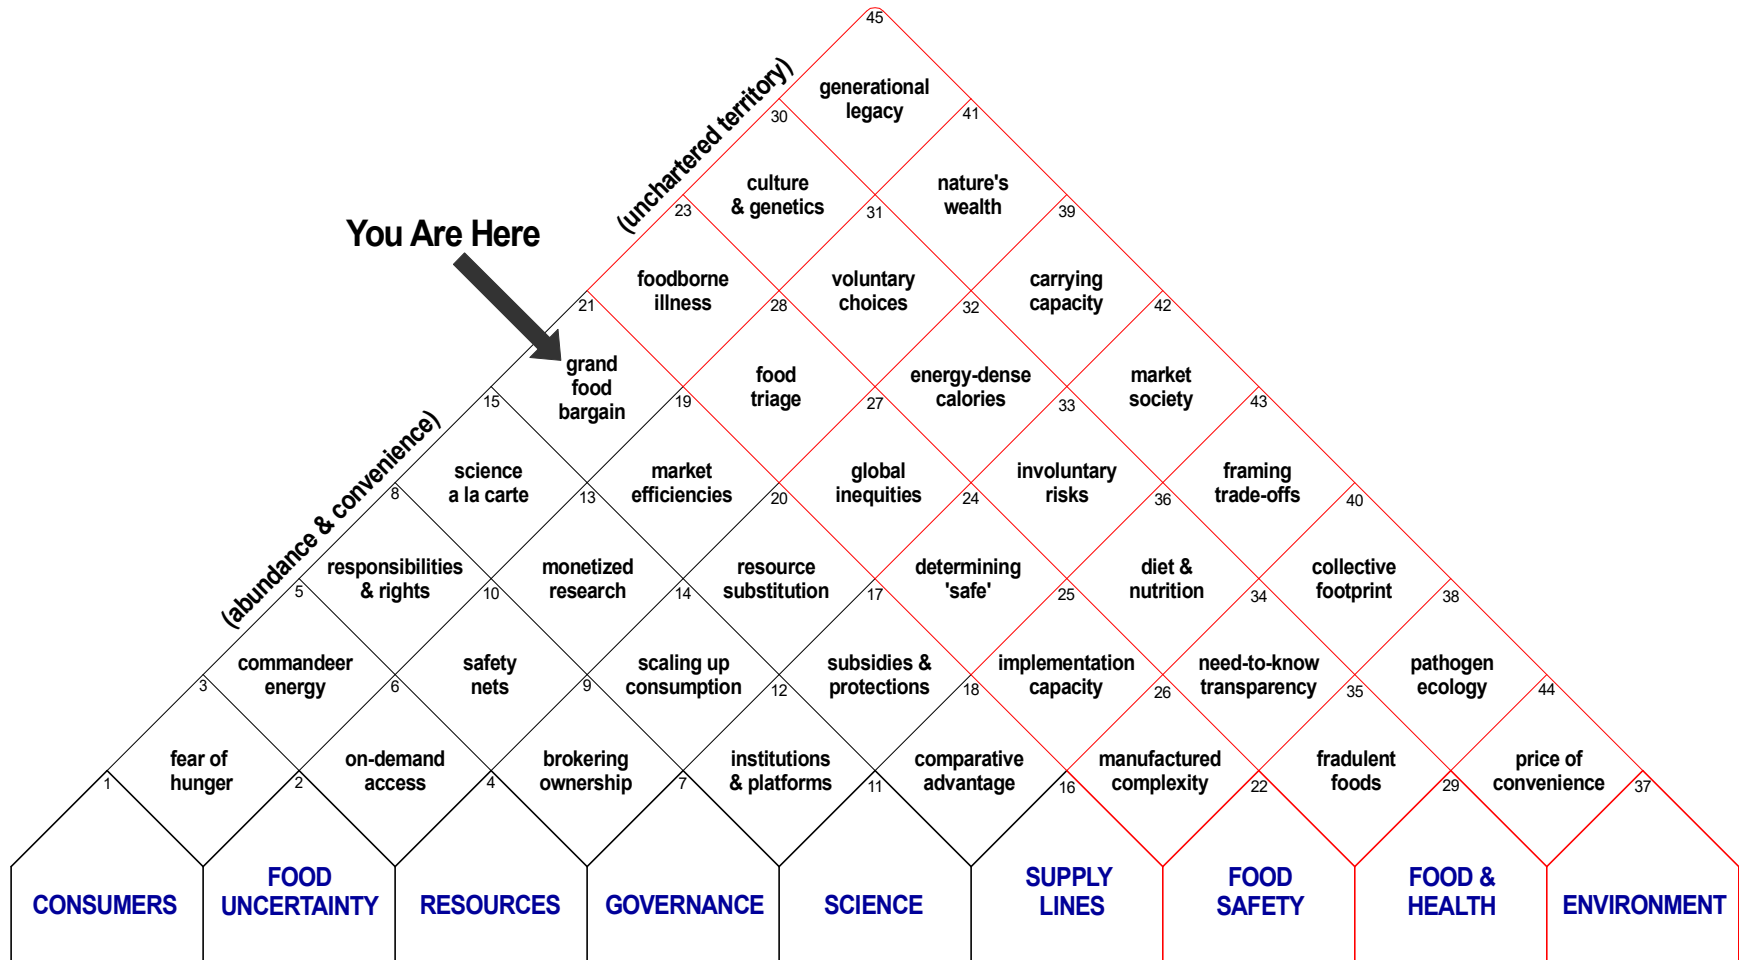 45
generational
legacy
(unchartered territory)
30
41
culture
& genetics
nature's
wealth
You Are Here
23
31
39
foodborne
illness
voluntary
choices
carrying
capacity
21
28
32
42
grand
food
bargain
food
triage
energy-dense
calories
market
society
(abundance & convenience)
15
19
27
33
43
science
a la carte
market
efficiencies
global
inequities
involuntary
risks
framing
trade-offs
8
13
20
24
36
40
responsibilities
& rights
monetized
research
resource
substitution
determining
'safe'
diet &
nutrition
collective
footprint
5
10
14
17
25
34
38
commandeer
energy
safety
nets
scaling up
consumption
subsidies &
protections
implementation
capacity
need-to-know
transparency
pathogen
ecology
3
6
9
12
18
26
35
44
fear of
hunger
on-demand
access
brokering
ownership
institutions
& platforms
comparative
advantage
manufactured
complexity
fradulent
foods
price of
convenience
1
2
4
7
11
16
22
29
37
CONSUMERS
FOOD
UNCERTAINTY
RESOURCES
GOVERNANCE
SCIENCE
SUPPLY
LINES
FOOD
SAFETY
FOOD &
HEALTH
ENVIRONMENT